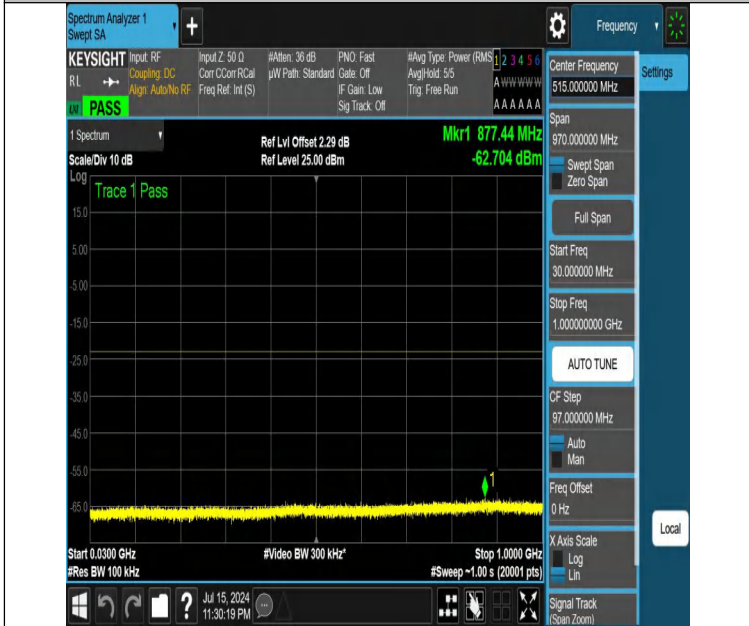 Spectrum Analyzer 1
Swept SA
+
Frequency
KEYSIGHT
RL
PASS
Input: RF
Coupling: DC
Align: Auto/No RF
Input Z: 50 Ω
Corr CCorr RCal
Freq Ref: Int (S)
#Atten: 36 dB
µW Path: Standard
PNO: Fast
Gate: Off
IF Gain: Low
Sig Track: Off
#Avg Type: Power (RMS
Avg|Hold: 5/5
Trig: Free Run
1 2 3 4 5 6
A W W W W W
A A A A A A
1 Spectrum
Scale/Div 10 dB
Ref Lvl Offset 2.29 dB
Ref Level 25.00 dBm
Mkr1 877.44 MHz
-62.704 dBm
Log
Trace 1 Pass
15.0
5.00
-5.00
-15.0
-25.0
-35.0
-45.0
-55.0
-65.0
1
Start 0.0300 GHz
#Video BW 300 kHz*
Stop 1.0000 GHz
#Res BW 100 kHz
#Sweep ~1.00 s (20001 pts)
?
Jul 15, 2024
11:30:19 PM
Center Frequency
515.000000 MHz
Span
970.000000 MHz
Swept Span
Zero Span
Full Span
Start Freq
30.000000 MHz
Stop Freq
1.000000000 GHz
AUTO TUNE
CF Step
97.000000 MHz
Auto
Man
Freq Offset
0 Hz
X Axis Scale
Log
Lin
Signal Track
(Span Zoom)
Settings
Local